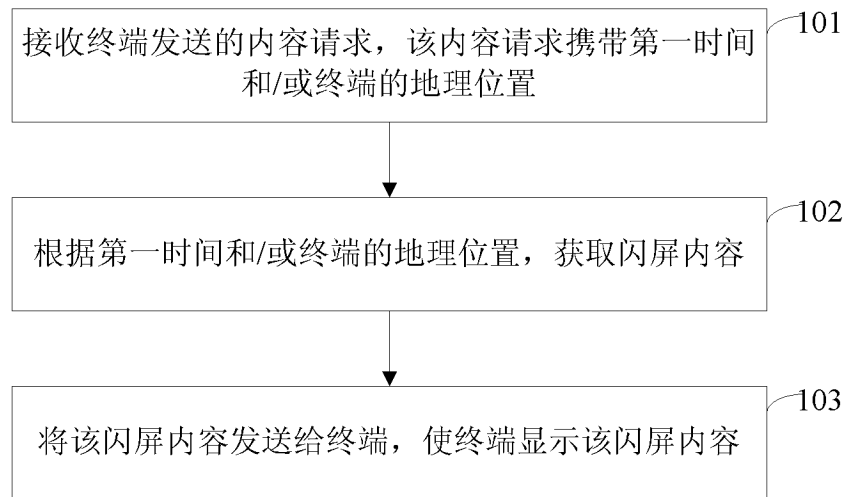 接收终端发送的内容请求，该内容请求携带第一时间
和/或终端的地理位置
101
根据第一时间和/或终端的地理位置，获取闪屏内容
102
将该闪屏内容发送给终端，使终端显示该闪屏内容
103